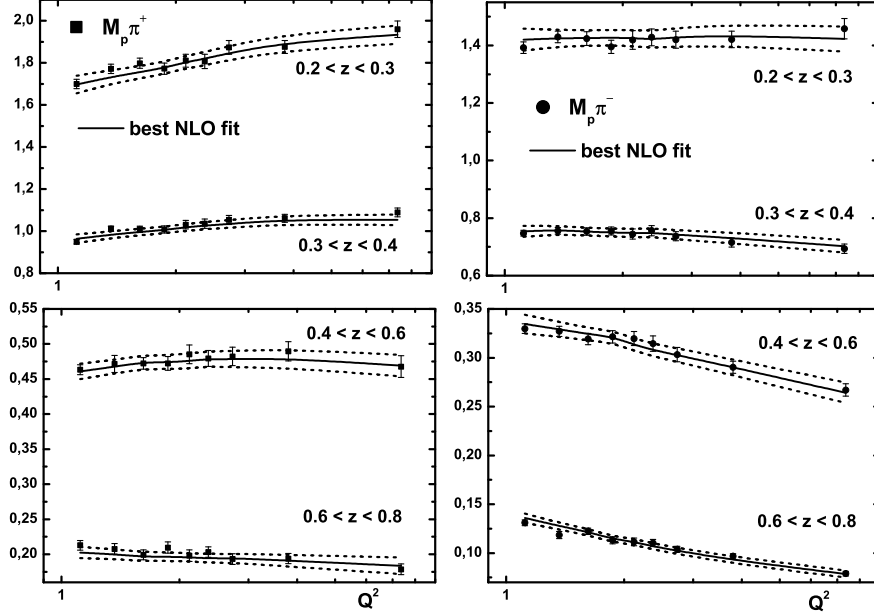 2,0
1,8
1,6
1,4
1,2
1,0
0,8
1
M_pπ^+
0.2 < z < 0.3
best NLO fit
0.3 < z < 0.4
1,4
1,2
1,0
0,8
0,6
1
0.2 < z < 0.3
M_pπ^-
best NLO fit
0.3 < z < 0.4
0,55
0,50
0,45
0,40
0,35
0,30
0,25
0,20
1
0.4 < z < 0.6
0.6 < z < 0.8
Q^2
0,35
0,30
0,25
0,20
0,15
0,10
1
0.4 < z < 0.6
0.6 < z < 0.8
Q^2